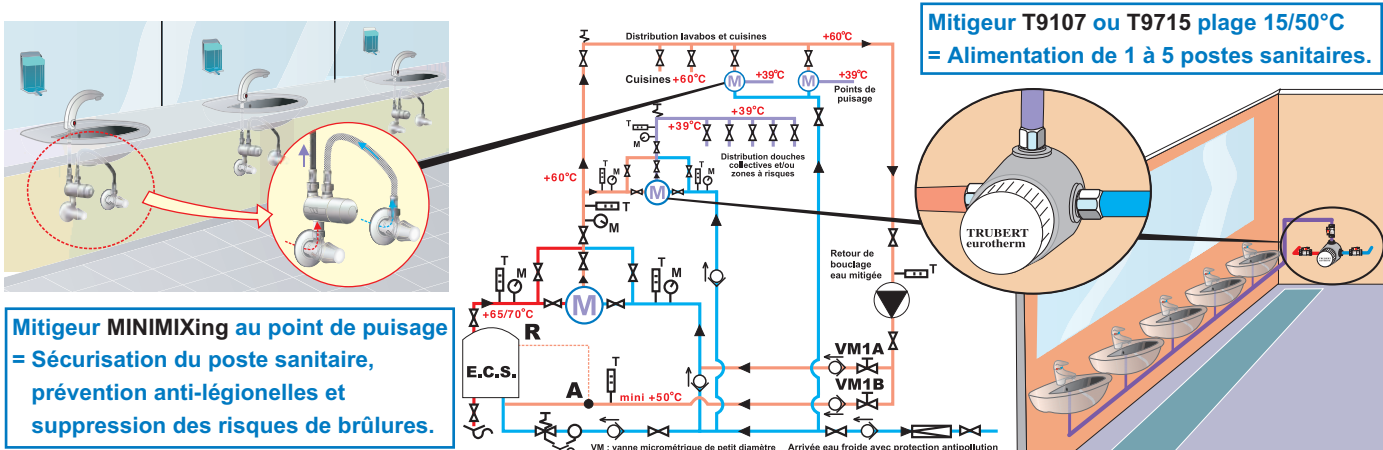 Mitigeur T9107 ou T9715 plage 15/50°C
= Alimentation de 1 à 5 postes sanitaires.
Distribution lavabos et cuisines
+60°C
Cuisines +60°C
M
+39°C
M
+39°C
Points de
puisage
+39°C
+39°C
T
M
Distribution douches
collectives et/ou
zones à risques
+60°C
T
M
M
T
M
T
M
TRUBERT
eurotherm
Retour de
bouclage
eau mitigée
T
T
M
+65/70°C
M
T
M
R
E.C.S.
A
T
mini +50°C
VM1A
VM1B
VM : vanne micrométrique de petit diamètre
Arrivée eau froide avec protection antipollution
Mitigeur MINIMIXing au point de puisage
= Sécurisation du poste sanitaire,
prévention anti-légionelles et
suppression des risques de brûlures.